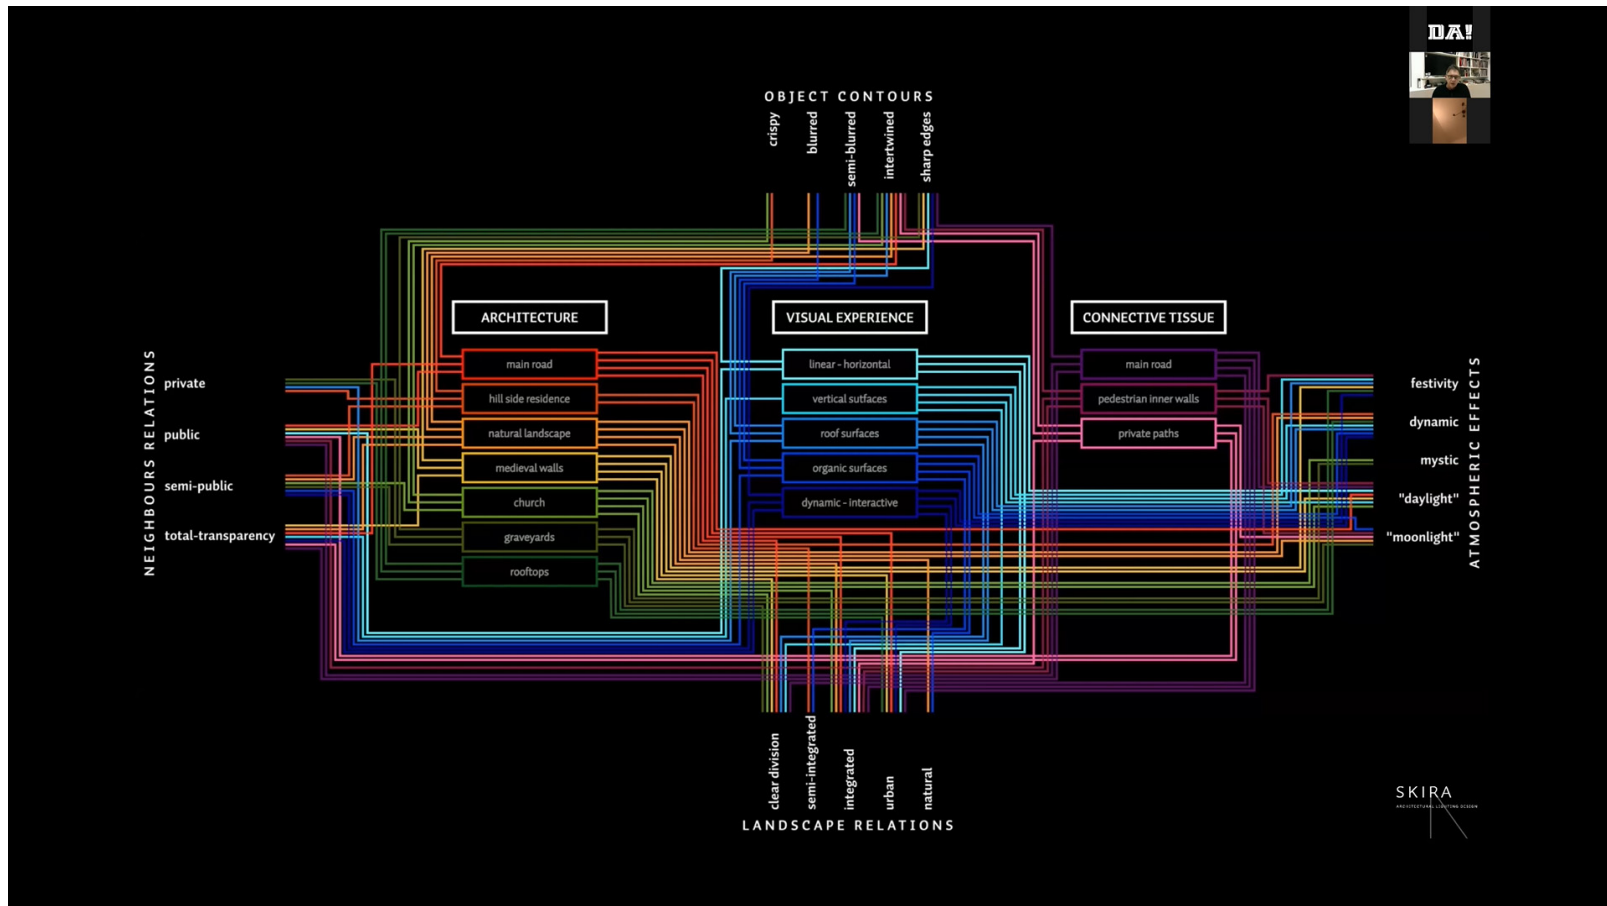 DA!
OBJECT CONTOURS
crispy
blurred
semi-blurred
intertwined
sharp edges
ARCHITECTURE
main road
hill side residence
natural landscape
medieval walls
church
graveyards
rooftops
VISUAL EXPERIENCE
linear - horizontal
vertical sutfaces
roof surfaces
organic surfaces
dynamic - interactive
CONNECTIVE TISSUE
main road
pedestrian inner walls
private paths
NEIGHBOURS RELATIONS
private
public
semi-public
total-transparency
festivity
dynamic
mystic
"daylight"
"moonlight"
ATMOSPHERIC EFFECTS
clear division
semi-integrated
integrated
urban
natural
LANDSCAPE RELATIONS
SKIRA
ARCHITECTURAL LIGHTING DESIGN